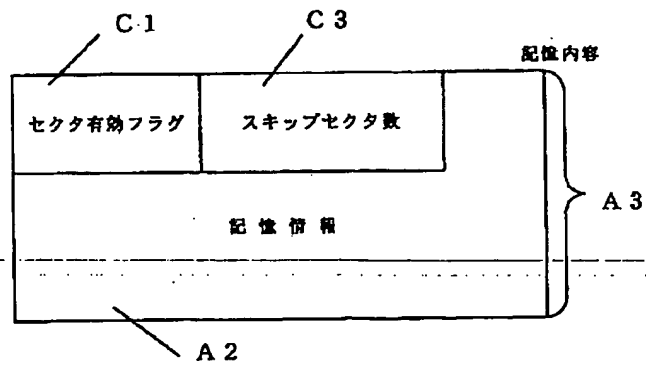 C1
C3
記憶内容
セクタ有効フラグ
スキップセクタ数
A3
記憶情報
A2